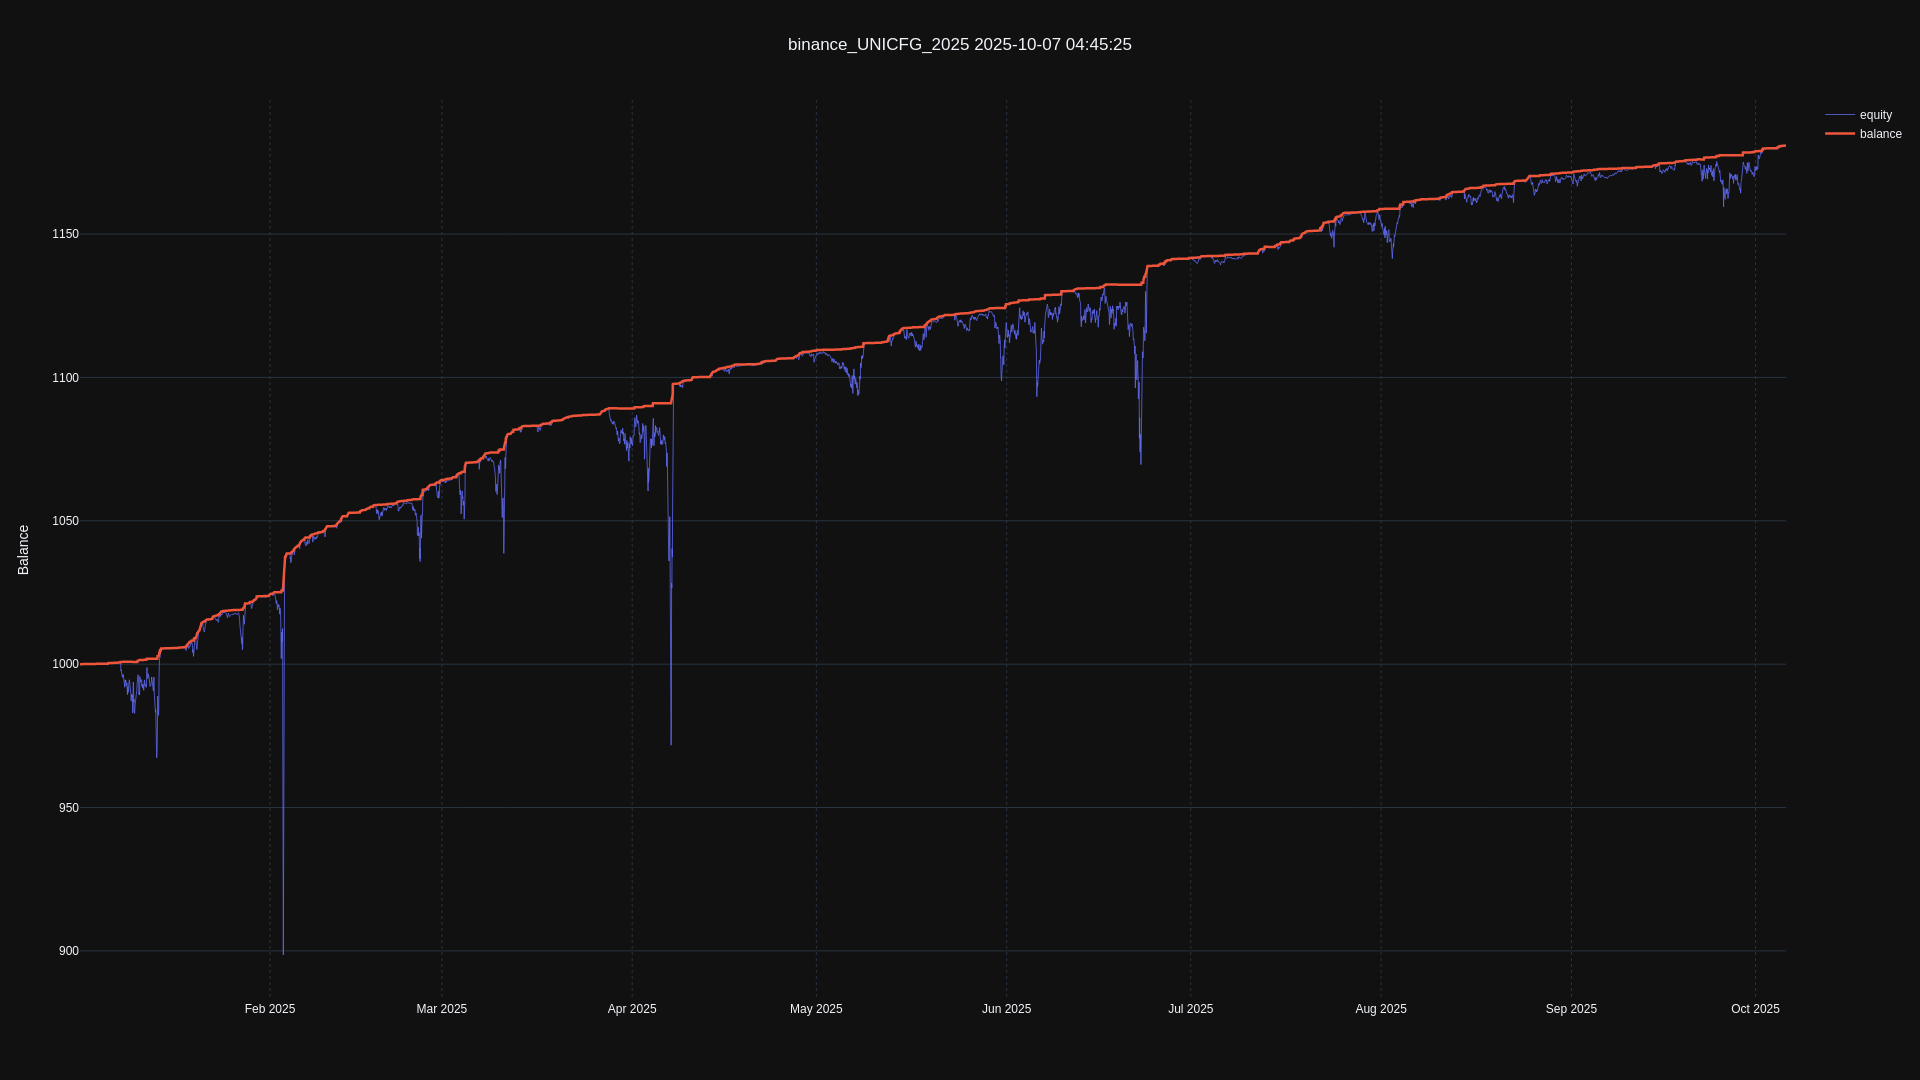 binance_UNICFG_2025 2025-10-07 04:45:25
equity
balance
Balance
1150
1100
1050
1000
950
900
Feb 2025
Mar 2025
Apr 2025
May 2025
Jun 2025
Jul 2025
Aug 2025
Sep 2025
Oct 2025